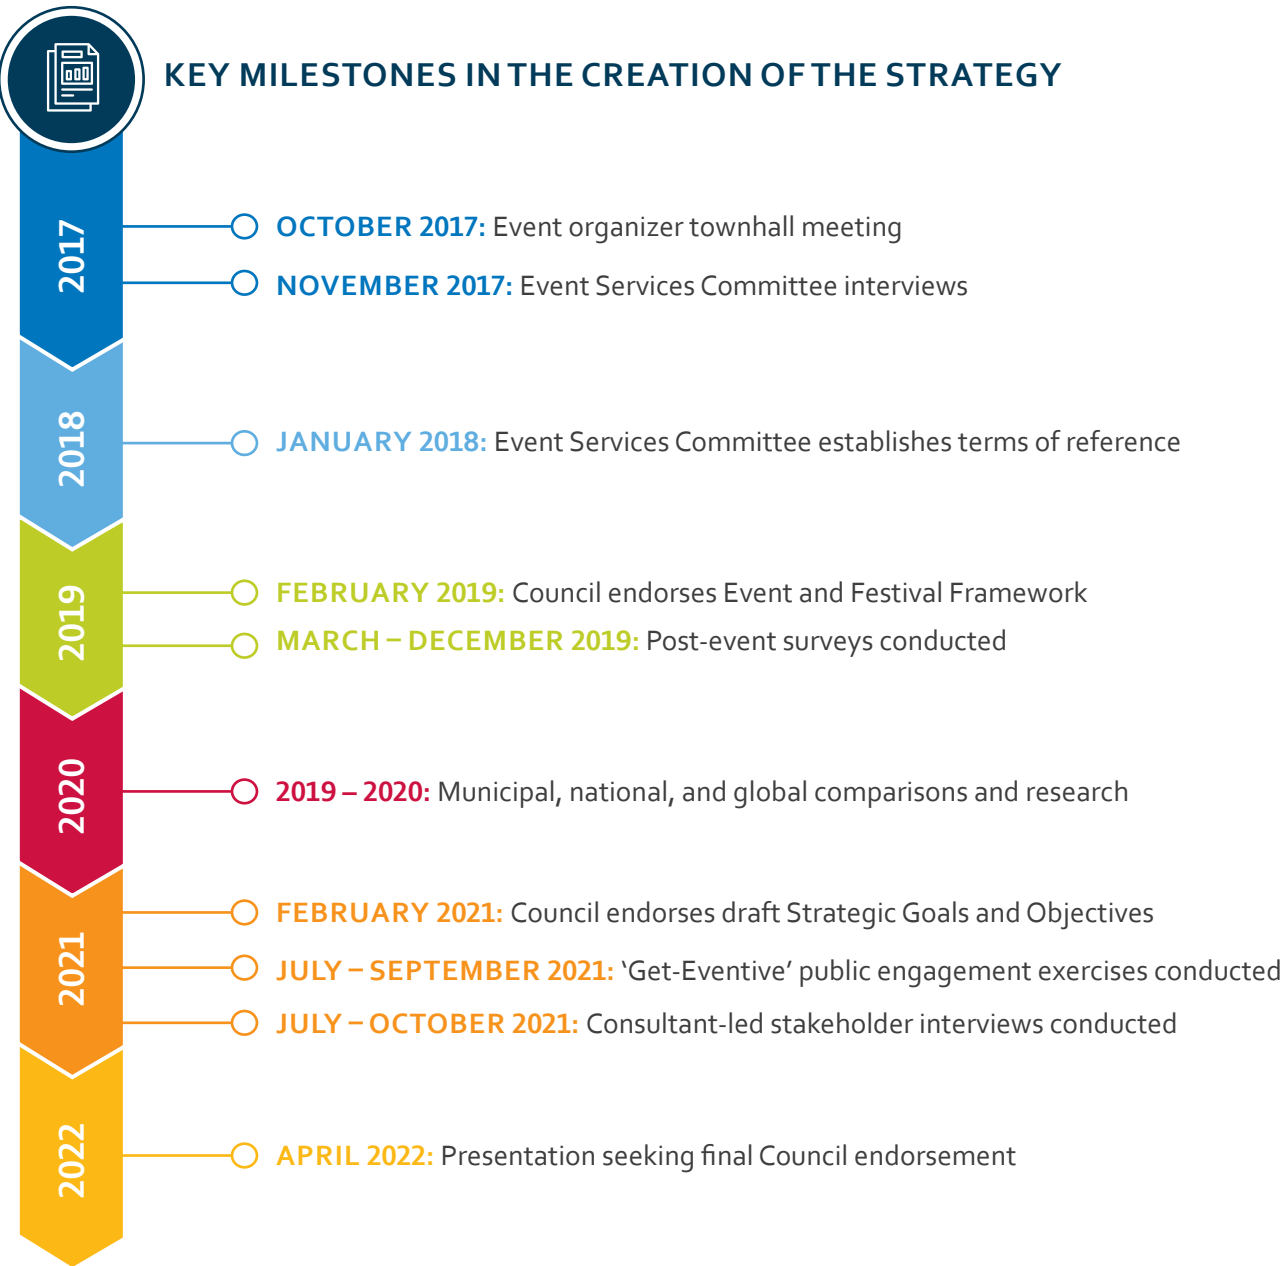 KEY MILESTONES IN THE CREATION OF THE STRATEGY
2017
OCTOBER 2017: Event organizer townhall meeting
NOVEMBER 2017: Event Services Committee interviews
2018
JANUARY 2018: Event Services Committee establishes terms of reference
2019
FEBRUARY 2019: Council endorses Event and Festival Framework
MARCH – DECEMBER 2019: Post-event surveys conducted
2020
2019 – 2020: Municipal, national, and global comparisons and research
2021
FEBRUARY 2021: Council endorses draft Strategic Goals and Objectives
JULY – SEPTEMBER 2021: ‘Get-Eventive’ public engagement exercises conducted
JULY – OCTOBER 2021: Consultant-led stakeholder interviews conducted
2022
APRIL 2022: Presentation seeking final Council endorsement